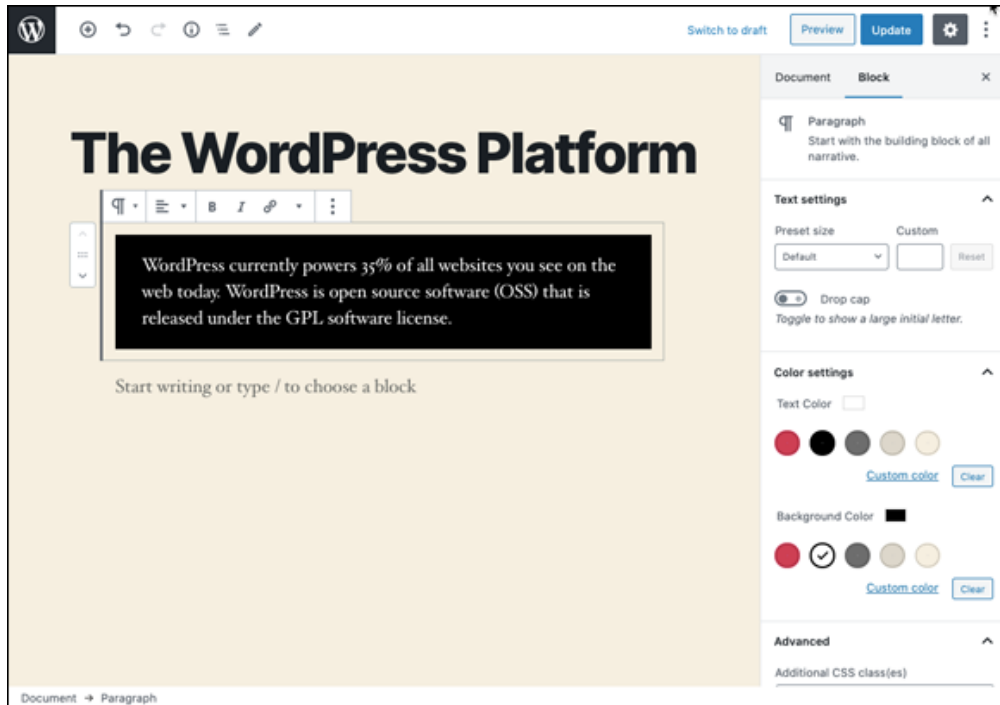 Switch to draft
Preview
Update
Document
Block
The WordPress Platform
B I
WordPress currently powers 35% of all websites you see on the
web today. WordPress is open source software (OSS) that is
released under the GPL software license.
Start writing or type / to choose a block
Paragraph
Start with the building block of all
narrative.
Text settings
Preset size
Custom
Default
Reset
Drop cap
Toggle to show a large initial letter.
Color settings
Text Color
Custom color
Clear
Background Color
Custom color
Clear
Advanced
Additional CSS class(es)
Document → Paragraph